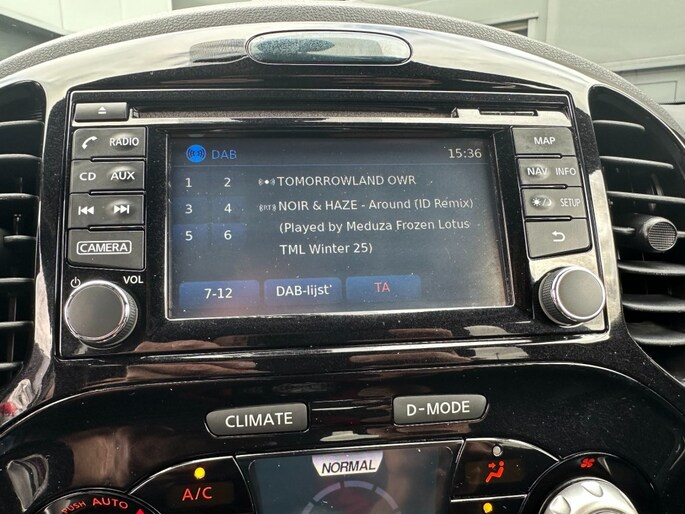 RADIO
CD AUX
CAMERA
VOL
DAB
15:36
1 2
3 4
5 6
TOMORROWLAND OWR
(RT) NOIR & HAZE - Around (ID Remix)
(Played by Meduza Frozen Lotus
TML Winter 25)
7-12
DAB-lijst
TA
MAP
NAV INFO
SETUP
CLIMATE
D-MODE
NORMAL
A/C
PUSH AUTO